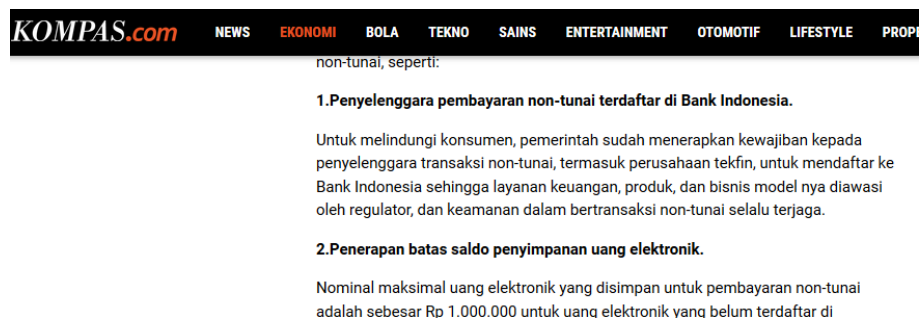 KOMPAS.com NEWS EKONOMI BOLA TEKNO SAINS ENTERTAINMENT OTOMOTIF LIFESTYLE PROPE
non-tunai, seperti:
1.Penyelenggara pembayaran non-tunai terdaftar di Bank Indonesia.
Untuk melindungi konsumen, pemerintah sudah menerapkan kewajiban kepada
penyelenggara transaksi non-tunai, termasuk perusahaan tekfin, untuk mendaftar ke
Bank Indonesia sehingga layanan keuangan, produk, dan bisnis model nya diawasi
oleh regulator, dan keamanan dalam bertransaksi non-tunai selalu terjaga.
2.Penerapan batas saldo penyimpanan uang elektronik.
Nominal maksimal uang elektronik yang disimpan untuk pembayaran non-tunai
adalah sebesar Rp 1.000.000 untuk uang elektronik yang belum terdaftar di